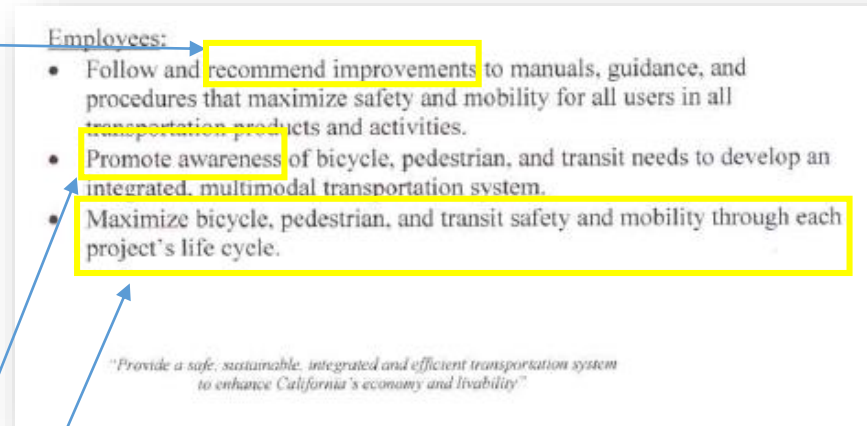 Employees:
• Follow and recommend improvements to manuals, guidance, and
procedures that maximize safety and mobility for all users in all
transportation products and activities.
• Promote awareness of bicycle, pedestrian, and transit needs to develop an
integrated, multimodal transportation system.
• Maximize bicycle, pedestrian, and transit safety and mobility through each
project's life cycle.
"Provide a safe, sustainable, integrated and efficient transportation system
to enhance California's economy and livability"